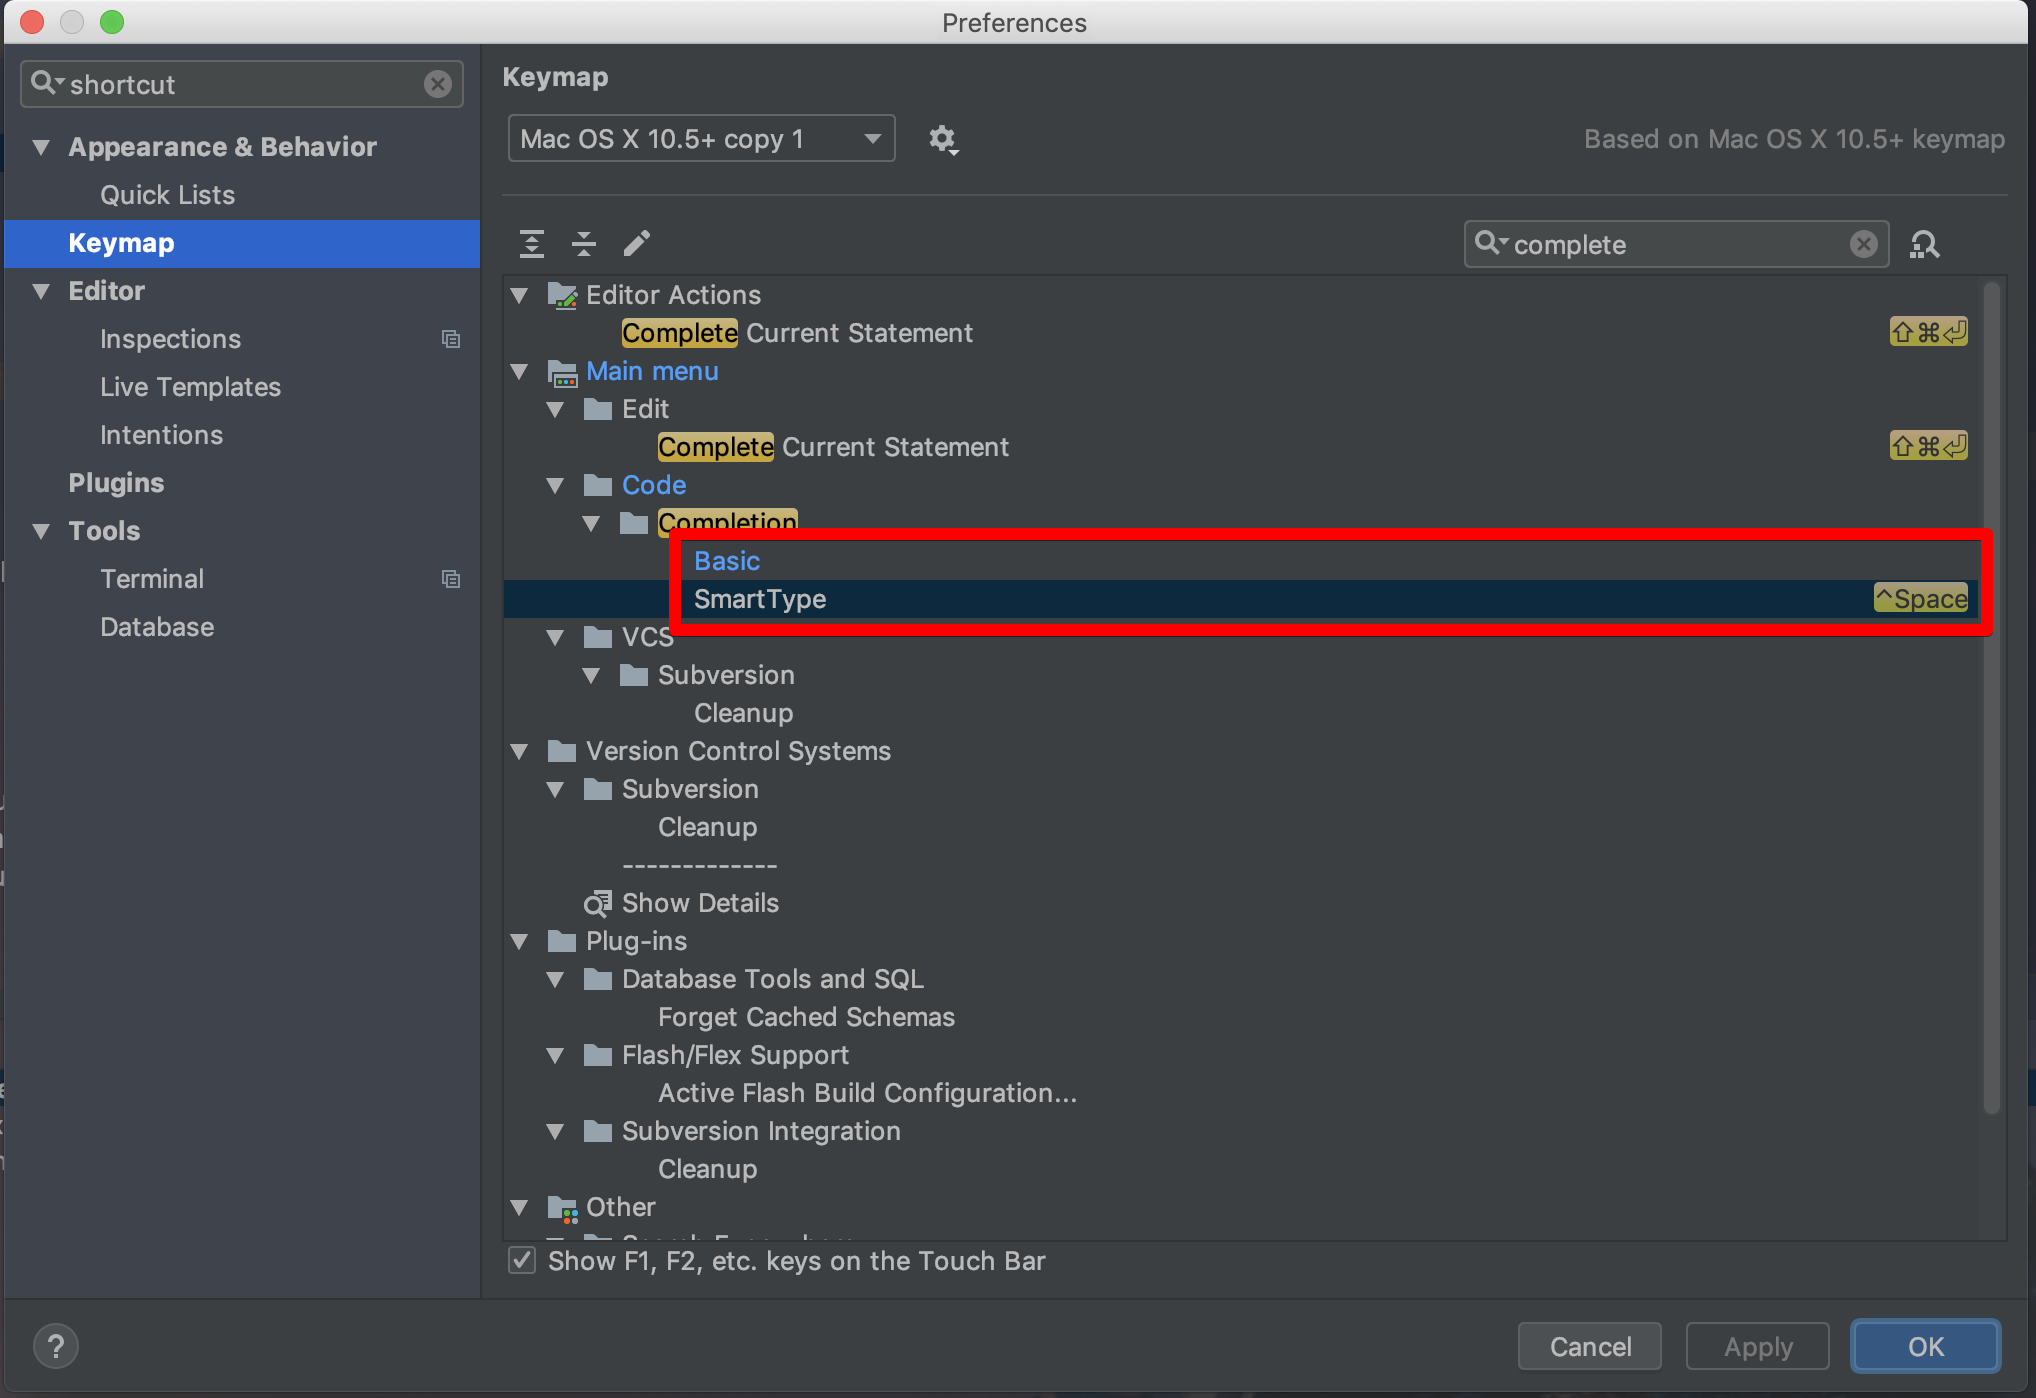 Preferences
shortcut
Appearance & Behavior
Quick Lists
Keymap
Editor
Inspections
Live Templates
Intentions
Plugins
Tools
Terminal
Database
Keymap
Mac OS X 10.5+ copy 1
Based on Mac OS X 10.5+ keymap
complete
Editor Actions
Complete Current Statement ⇧⌘⏎
Main menu
Edit
Complete Current Statement ⇧⌘⏎
Code
Completion
Basic
SmartType ^Space
VCS
Subversion
Cleanup
Version Control Systems
Subversion
Cleanup
-------------
Show Details
Plug-ins
Database Tools and SQL
Forget Cached Schemas
Flash/Flex Support
Active Flash Build Configuration...
Subversion Integration
Cleanup
Other
Show F1, F2, etc. keys on the Touch Bar
?
Cancel
Apply
OK